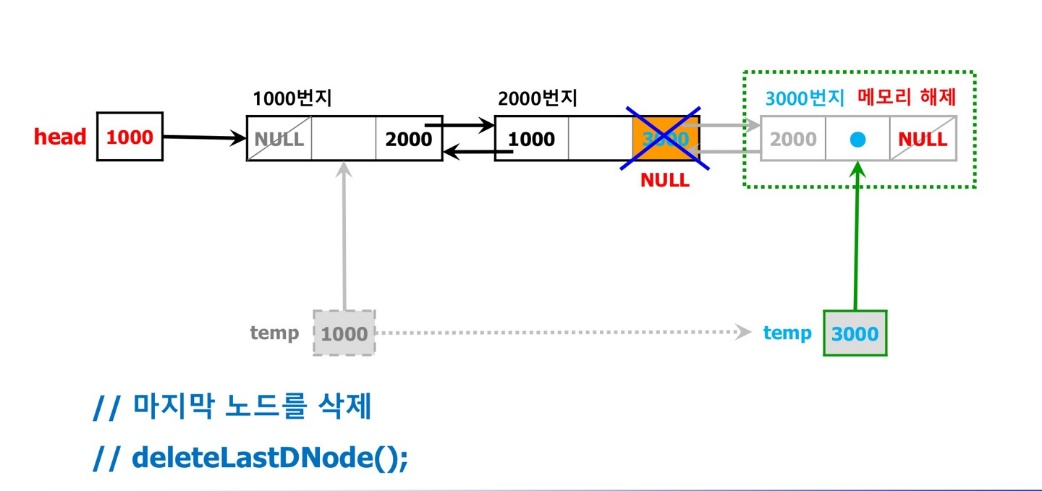 1000번지
2000번지
3000번지 메모리 해제
head 1000
NULL 2000
1000 3000
2000 NULL
NULL
temp 1000
temp 3000
// 마지막 노드를 삭제
// deleteLastDNode();